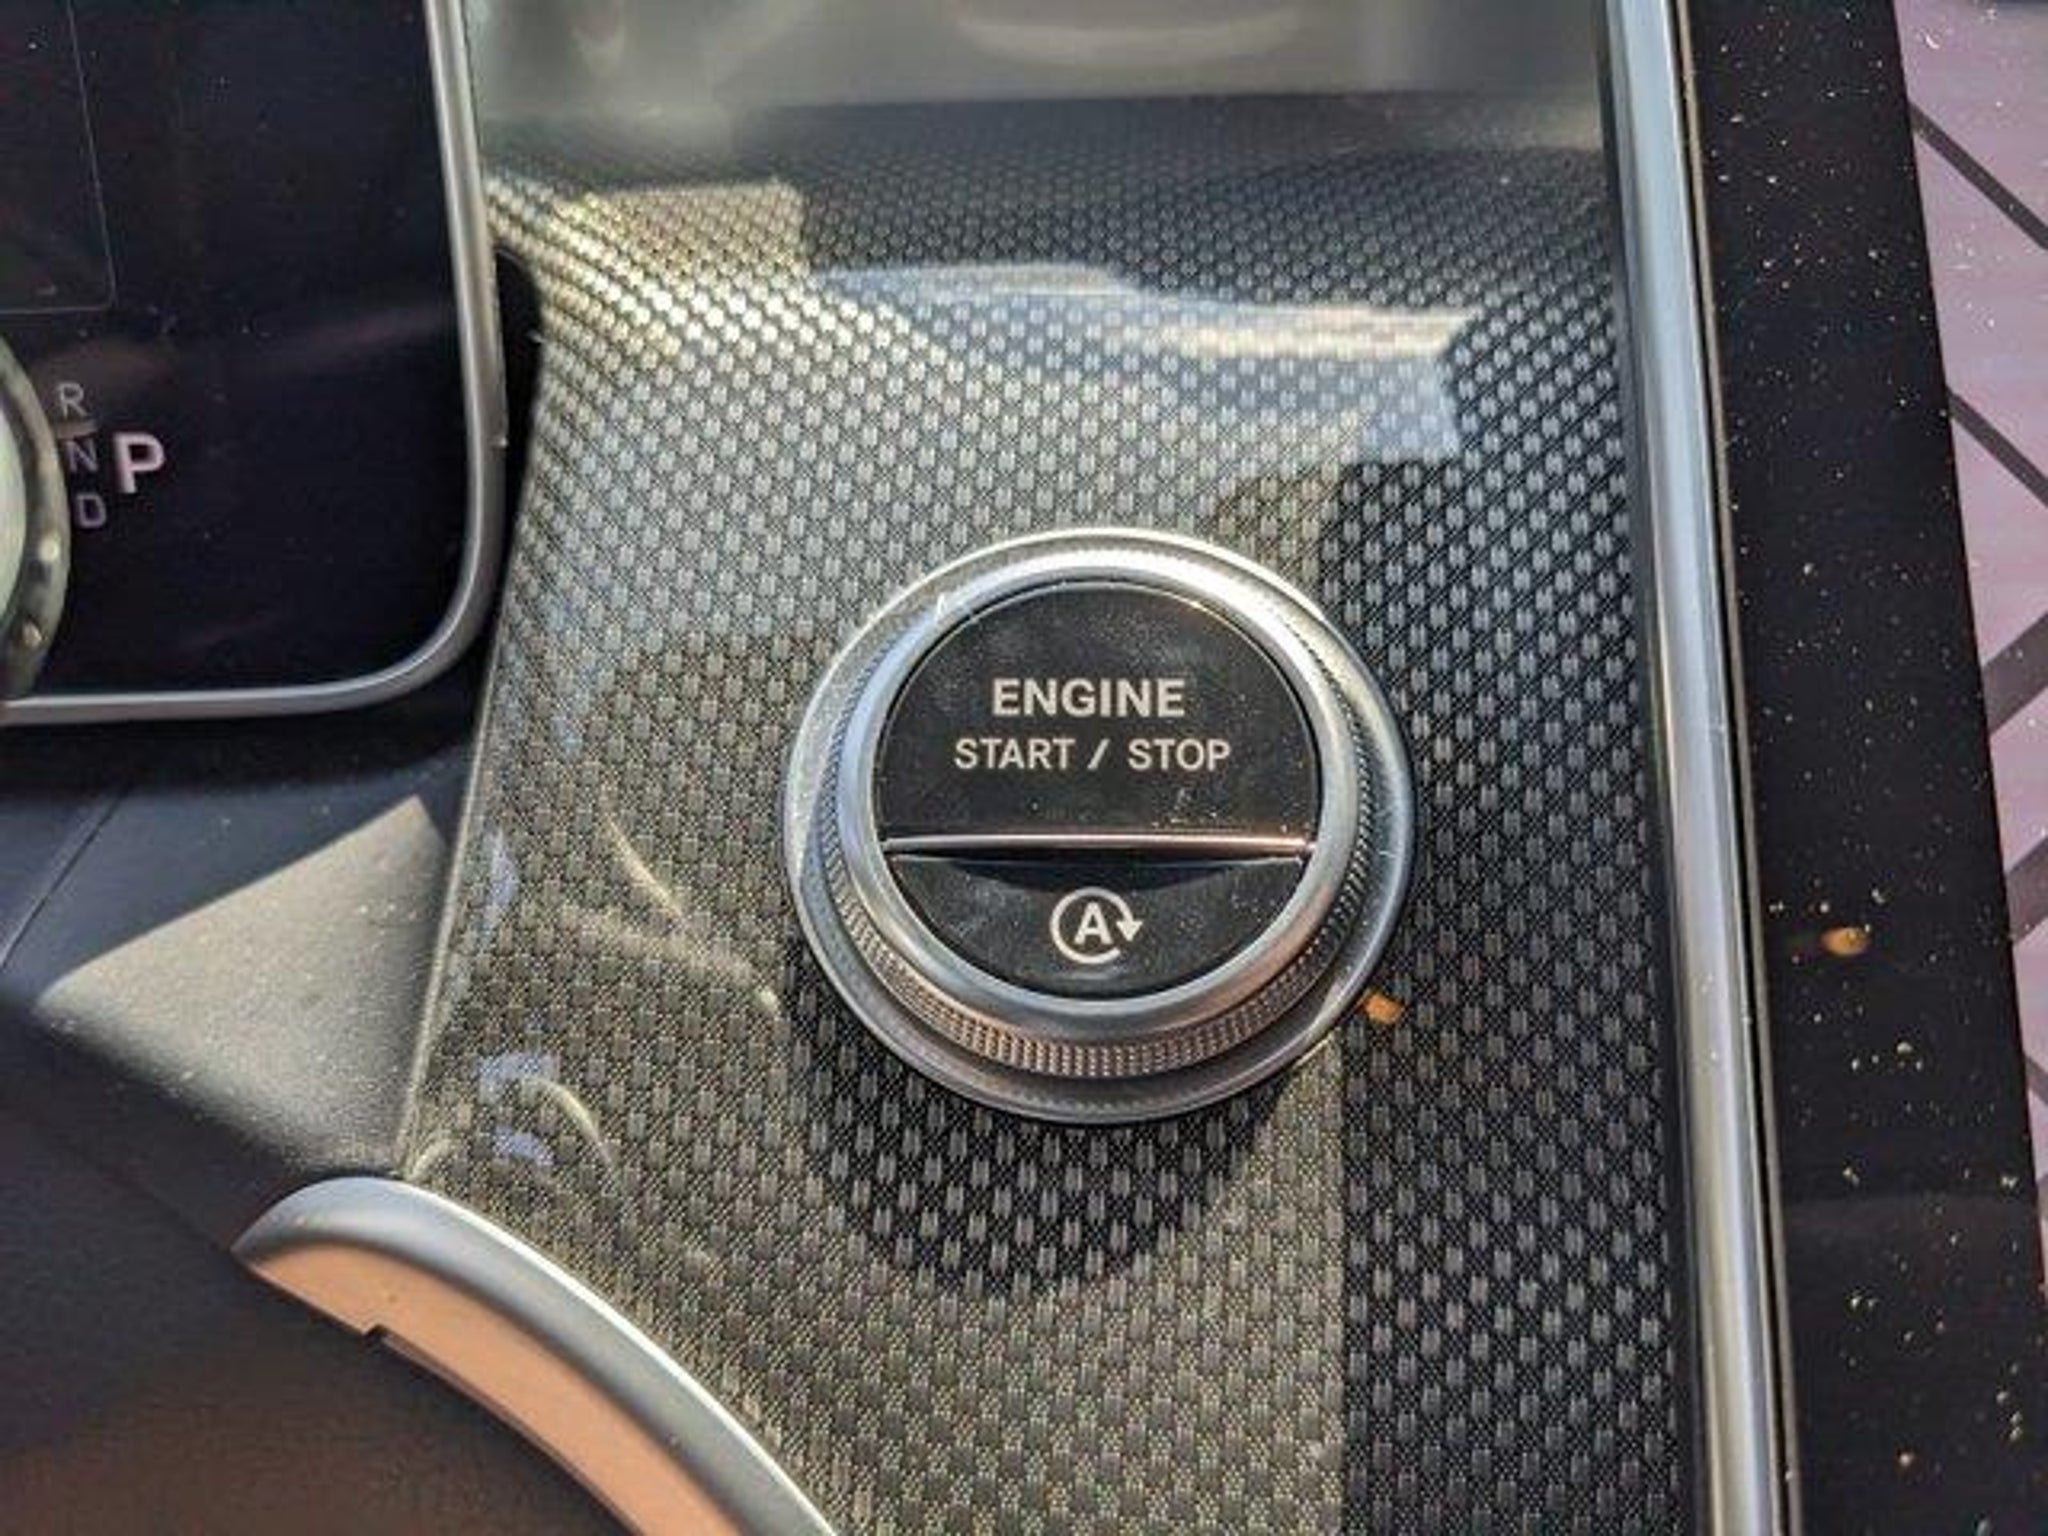 R
N
P
D
ENGINE
START / STOP
A